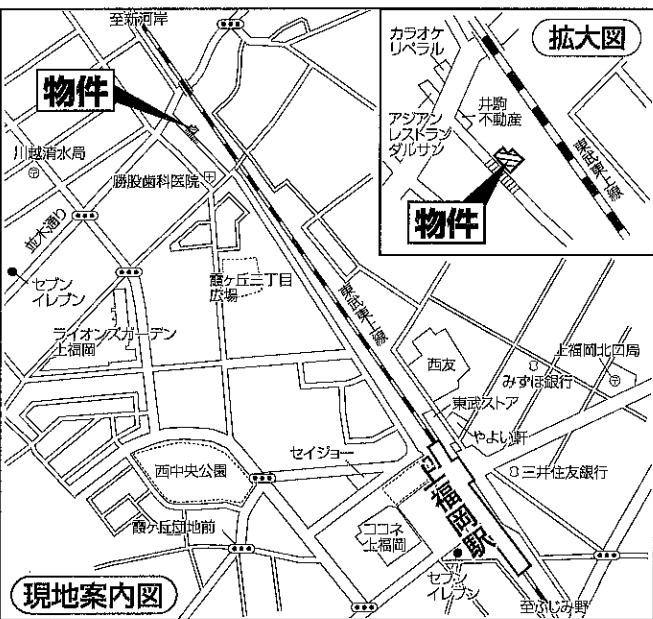 至新河岸
物件
川越清水局
勝股歯科医院
並木通り
セブン
イレブン
霞ヶ丘三丁目
広場
ライオンズガーデン
上福岡
東武東上線
西友
上福岡北口局
みずほ銀行
東武ストア
やよい軒
セイジョー
西中央公園
三井住友銀行
上福岡駅
ココネ
上福岡
霞ヶ丘団地前
セブン
イレブン
至ふじみ野
現地案内図
拡大図
カラオケ
リベラル
井駒
不動産
アジアン
レストラン
ダルサン
東武東上線
物件